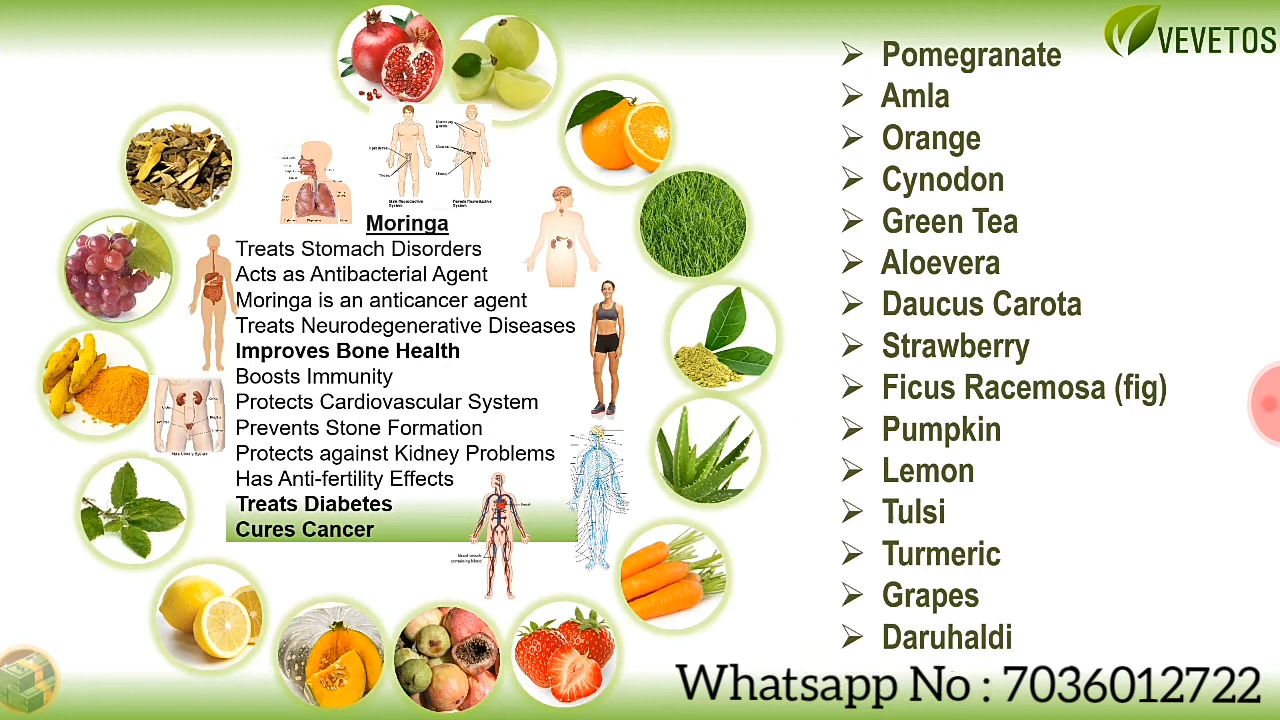 VEVETOS
Moringa
Treats Stomach Disorders
Acts as Antibacterial Agent
Moringa is an anticancer agent
Treats Neurodegenerative Diseases
Improves Bone Health
Boosts Immunity
Protects Cardiovascular System
Prevents Stone Formation
Protects against Kidney Problems
Has Anti-fertility Effects
Treats Diabetes
Cures Cancer
➢ Pomegranate
➢ Amla
➢ Orange
➢ Cynodon
➢ Green Tea
➢ Aloevera
➢ Daucus Carota
➢ Strawberry
➢ Ficus Racemosa (fig)
➢ Pumpkin
➢ Lemon
➢ Tulsi
➢ Turmeric
➢ Grapes
➢ Daruhaldi
Whatsapp No : 7036012722